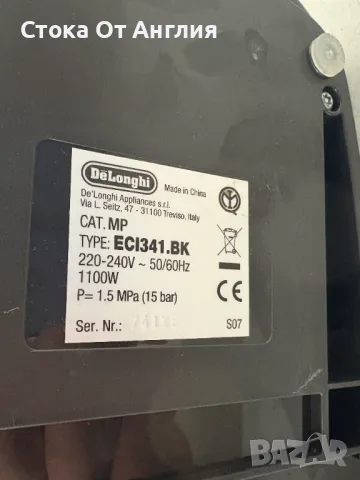 Стока От Англия
DeLonghi
Made in China
De'Longhi Appliances s.r.l.
Via L. Seitz, 47 - 31100 Treviso, Italy
CAT. MP
TYPE: ECI341.BK
220-240V ~ 50/60Hz
1100W
P= 1.5 MPa (15 bar)
CE
Ser. Nr.:
S07
BAZAR